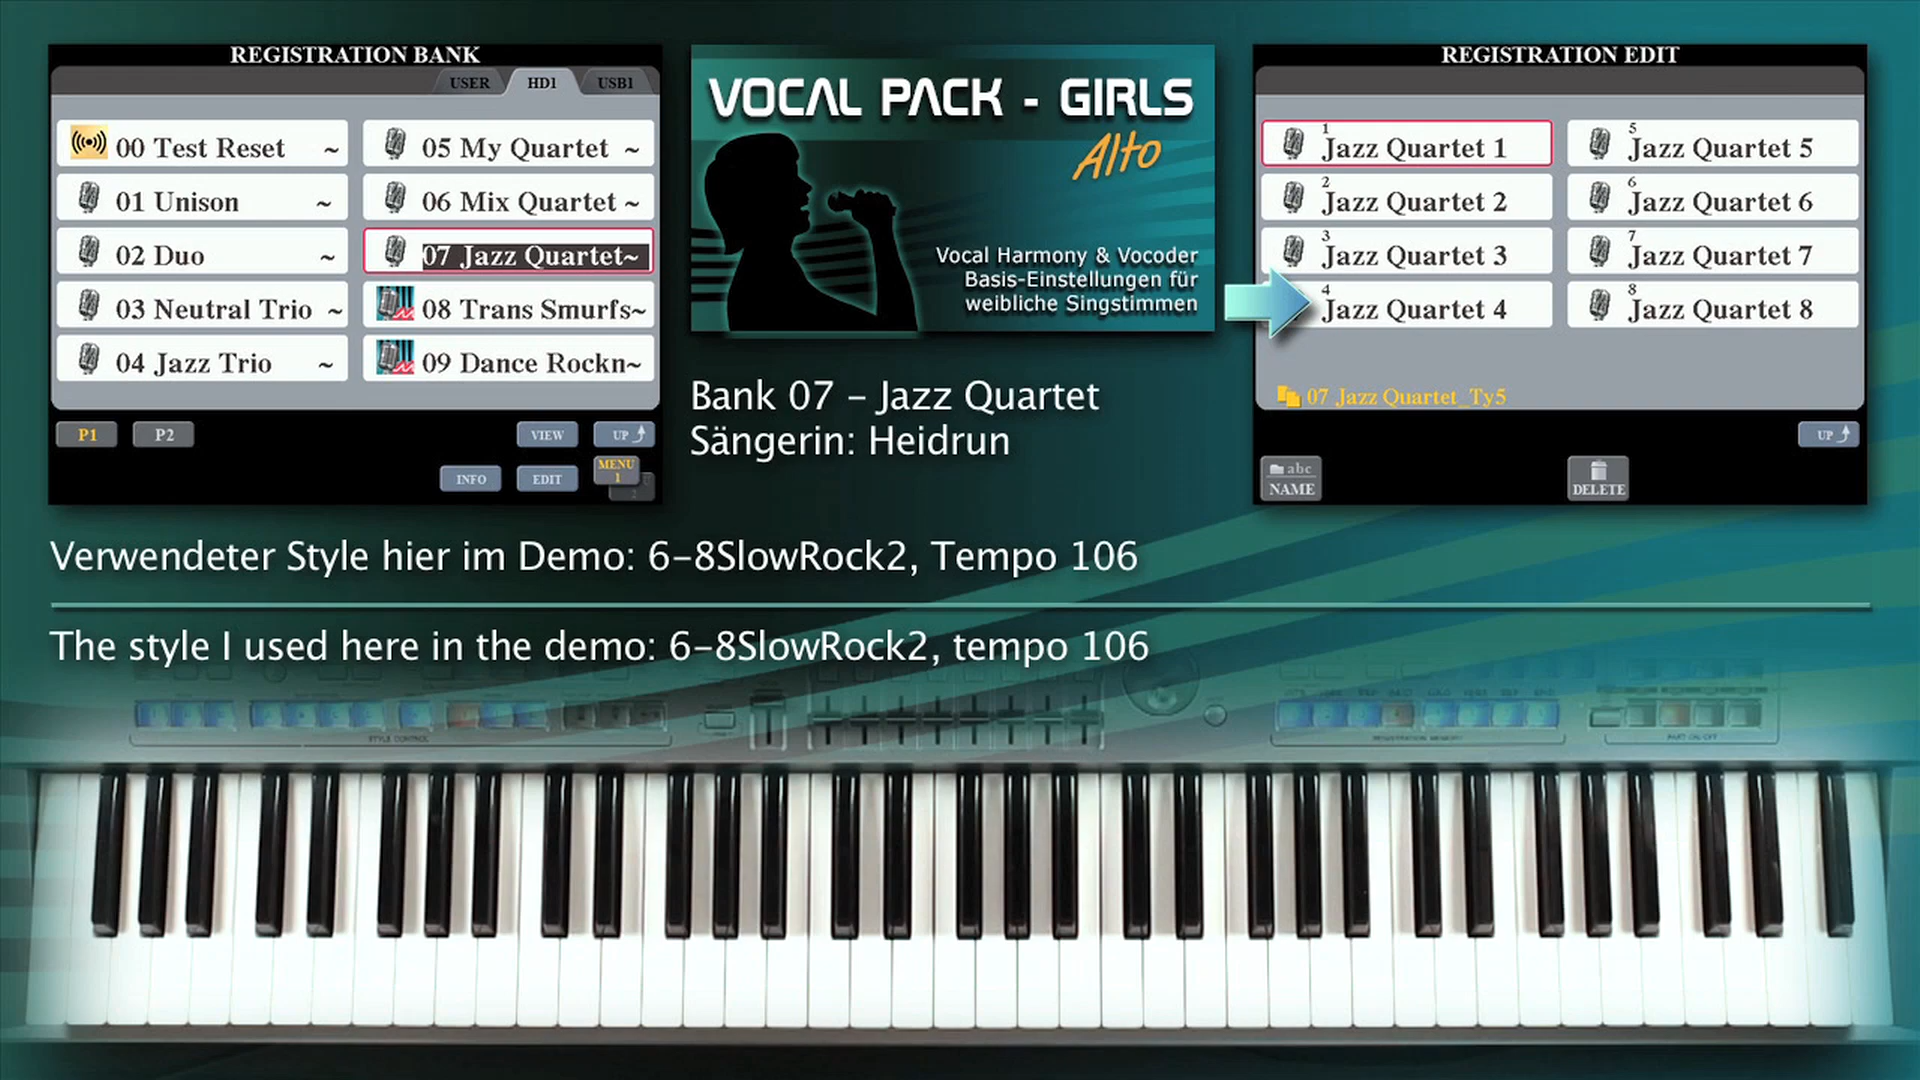 REGISTRATION BANK
USER HD1 USB1
00 Test Reset ~
01 Unison ~
02 Duo ~
03 Neutral Trio ~
04 Jazz Trio ~
05 My Quartet ~
06 Mix Quartet ~
07 Jazz Quartet~
08 Trans Smurfs~
09 Dance Rockn~
P1 P2 VIEW UP
INFO EDIT MENU 1
2
VOCAL PACK - GIRLS
Alto
Vocal Harmony & Vocoder
Basis-Einstellungen für
weibliche Singstimmen
Bank 07 – Jazz Quartet
Sängerin: Heidrun
REGISTRATION EDIT
1 Jazz Quartet 1
2 Jazz Quartet 2
3 Jazz Quartet 3
4 Jazz Quartet 4
5 Jazz Quartet 5
6 Jazz Quartet 6
7 Jazz Quartet 7
8 Jazz Quartet 8
07 Jazz Quartet_Ty5
UP
abc
NAME
DELETE
Verwendeter Style hier im Demo: 6-8SlowRock2, Tempo 106
The style I used here in the demo: 6-8SlowRock2, tempo 106
STYLE CONTROL
REGISTRATION MEMORY